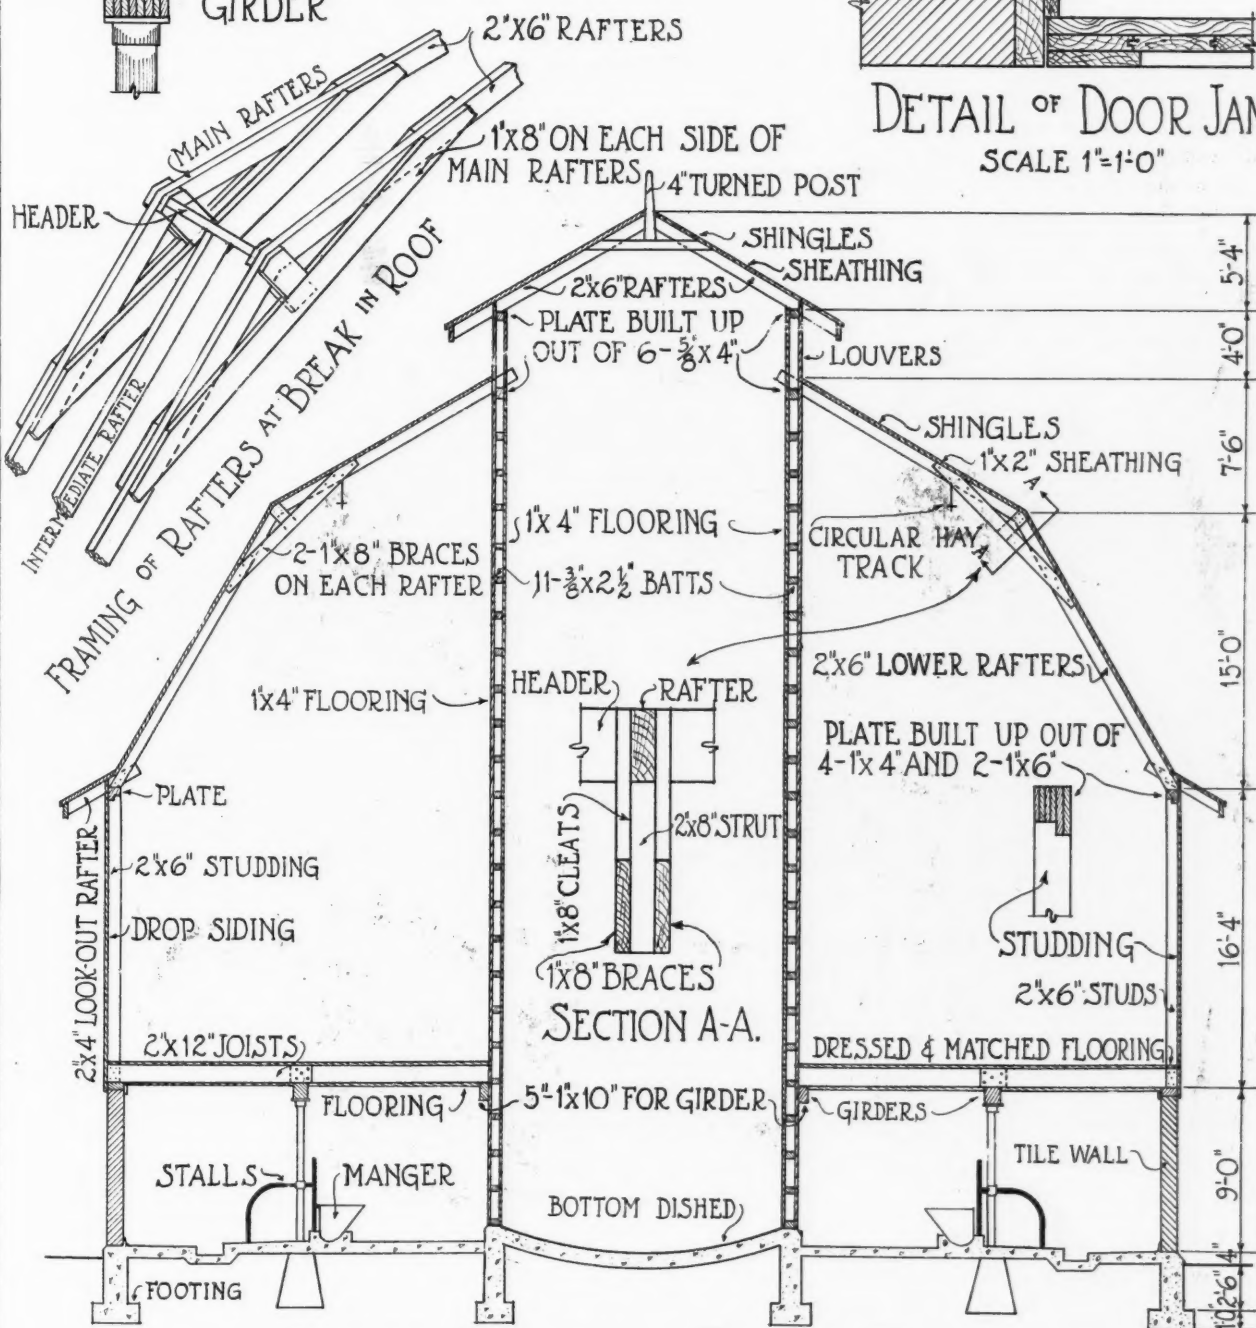 GIRDER
2"X6" RAFTERS
MAIN RAFTERS
HEADER
1"X8" ON EACH SIDE OF
MAIN RAFTERS
INTERMEDIATE RAFTER
FRAMING OF RAFTERS AT BREAK IN ROOF
DETAIL OF DOOR JAM
SCALE 1"=1'-0"
4" TURNED POST
SHINGLES
SHEATHING
2"X6" RAFTERS
PLATE BUILT UP
OUT OF 6-5/8"X4"
LOUVERS
5'-4"
4'-0"
SHINGLES
1"X2" SHEATHING
A
7'-6"
1"X4" FLOORING
CIRCULAR HAY
TRACK
A
2-1"X8" BRACES
ON EACH RAFTER
11-3/8"X2 1/2" BATTS
2"X6" LOWER RAFTERS
15'-0"
1"X4" FLOORING
HEADER
RAFTER
PLATE BUILT UP OUT OF
4-1"X4" AND 2-1"X6"
PLATE
1"X8" CLEATS
2"X8" STRUT
2"X6" STUDDING
2"X4" LOOK-OUT RAFTER
DROP SIDING
STUDDING
16'-4"
1"X8" BRACES
2"X6" STUDS
SECTION A-A.
2"X12" JOISTS
DRESSED & MATCHED FLOORING
FLOORING
5"-1"X10" FOR GIRDER
GIRDERS
STALLS
MANGER
TILE WALL
9'-0"
BOTTOM DISHED
4"
FOOTING
2'-6"